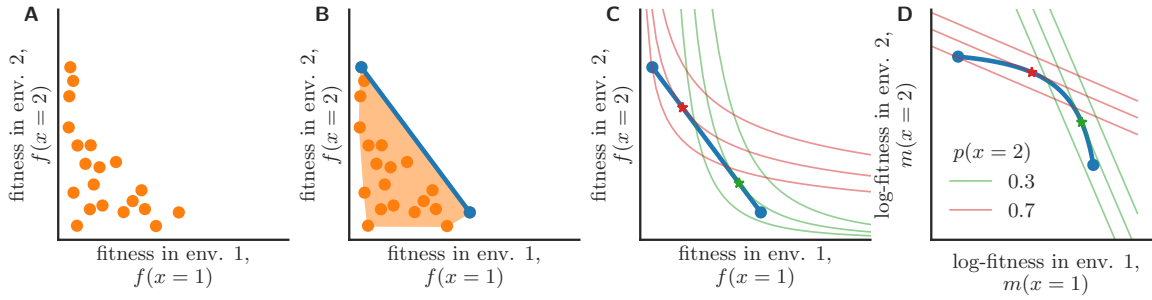 A
fitness in env. 2,
f(x = 2)
fitness in env. 1,
f(x = 1)
B
fitness in env. 2,
f(x = 2)
fitness in env. 1,
f(x = 1)
C
fitness in env. 2,
f(x = 2)
fitness in env. 1,
f(x = 1)
D
log-fitness in env. 2,
m(x = 2)
p(x = 2)
0.3
0.7
log-fitness in env. 1,
m(x = 1)